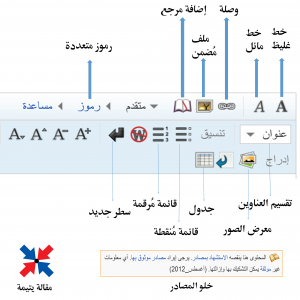 خط غليظ
خط مائل
وصلة
ملف مُضمن
إضافة مرجع
رموز متعددة
A A متقدم رموز مساعدة
عنوان تنسيق A A A A
إدراج
تقسيم العناوين
معرض الصور
جدول
قائمة مُنقطة
قائمة مُرقمة
سطر جديد
المحتوى هنا ينقصه الاستشهاد بمصادر. يرجى إيراد مصادر موثوق بها. أي معلومات
غير موثقة يمكن التشكيك بها وإزالتها. (أغسطس_2012)
خلو المصادر
مقالة يتيمة